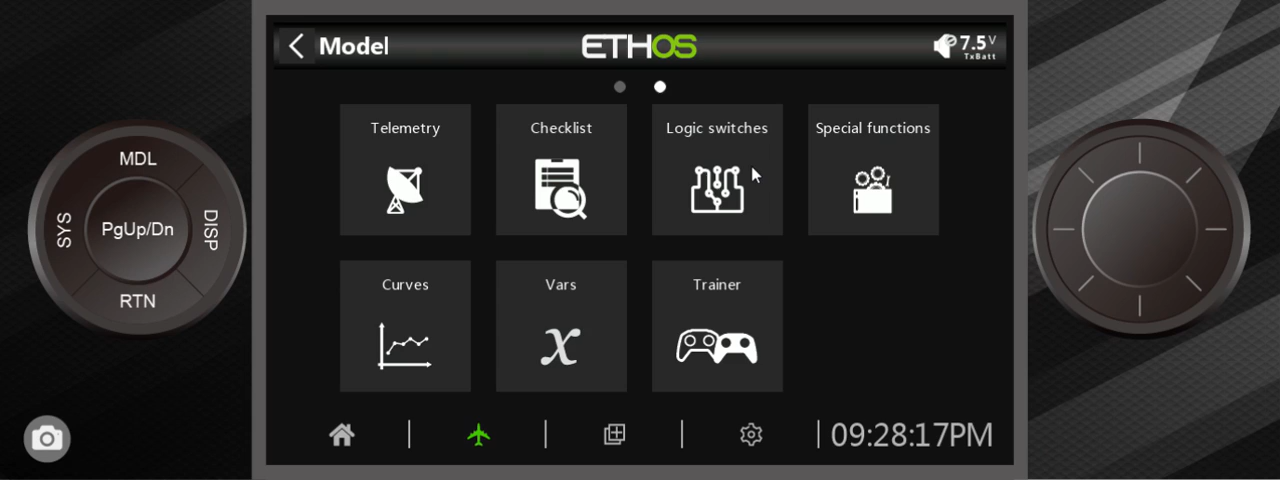 Model
ETHOS
7.5V
TxBatt
MDL
SYS
PgUp/Dn
DISP
RTN
Telemetry
Checklist
Logic switches
Special functions
Curves
Vars
x
Trainer
09:28:17PM